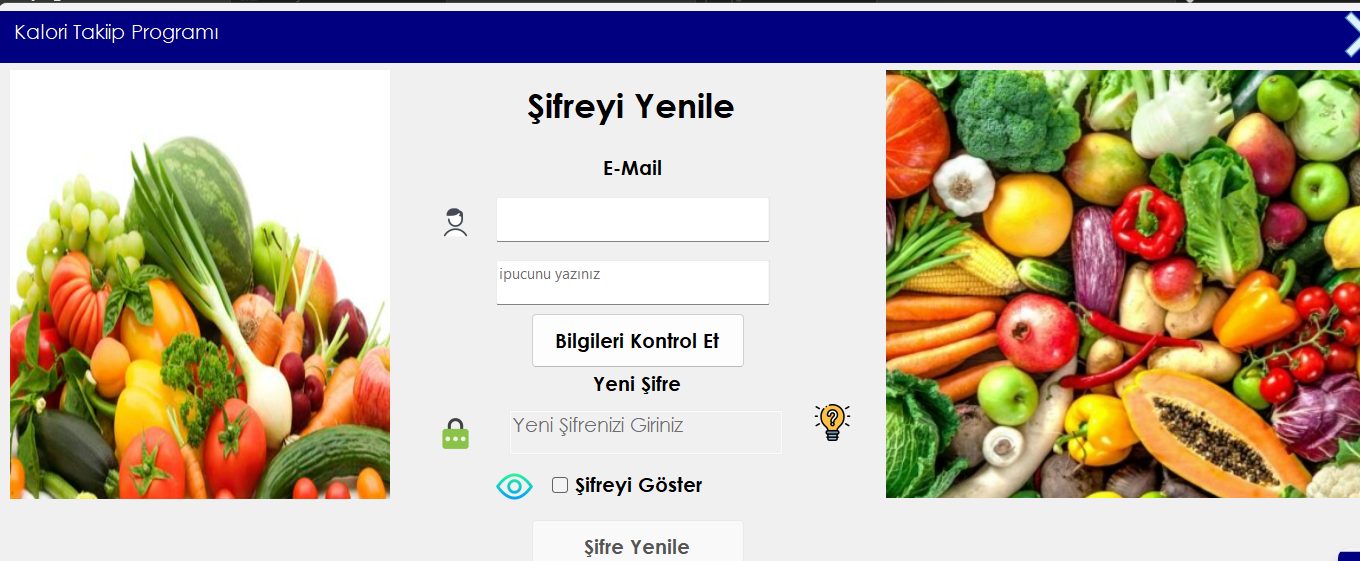 Kalori Takiip Programı
Şifreyi Yenile
E-Mail
ipucunu yazınız
Bilgileri Kontrol Et
Yeni Şifre
Yeni Şifrenizi Giriniz
Şifreyi Göster
Şifre Yenile